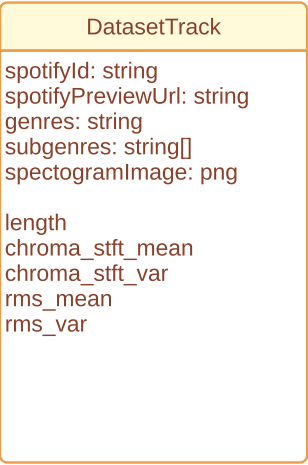 DatasetTrack
spotifyId: string
spotifyPreviewUrl: string
genres: string
subgenres: string[]
spectogramImage: png
length
chroma_stft_mean
chroma_stft_var
rms_mean
rms_var